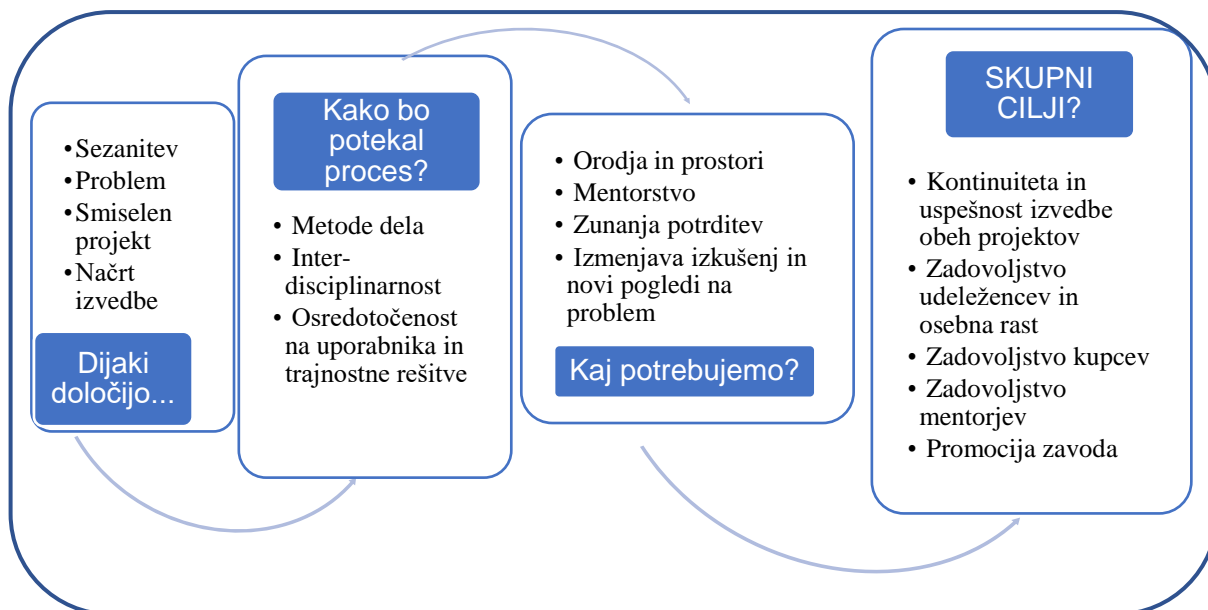 •Sezanitev
•Problem
•Smiselen
projekt
•Načrt
izvedbe
Dijaki
določijo...
Kako bo
potekal
proces?
• Metode dela
• Inter-
disciplinarnost
• Osredotočenost
na uporabnika in
trajnostne rešitve
• Orodja in prostori
• Mentorstvo
• Zunanja potrditev
• Izmenjava izkušenj in
novi pogledi na
problem
Kaj potrebujemo?
SKUPNI
CILJI?
• Kontinuiteta in
uspešnost izvedbe
obeh projektov
• Zadovoljstvo
udeležencev in
osebna rast
• Zadovoljstvo kupcev
• Zadovoljstvo
mentorjev
• Promocija zavoda